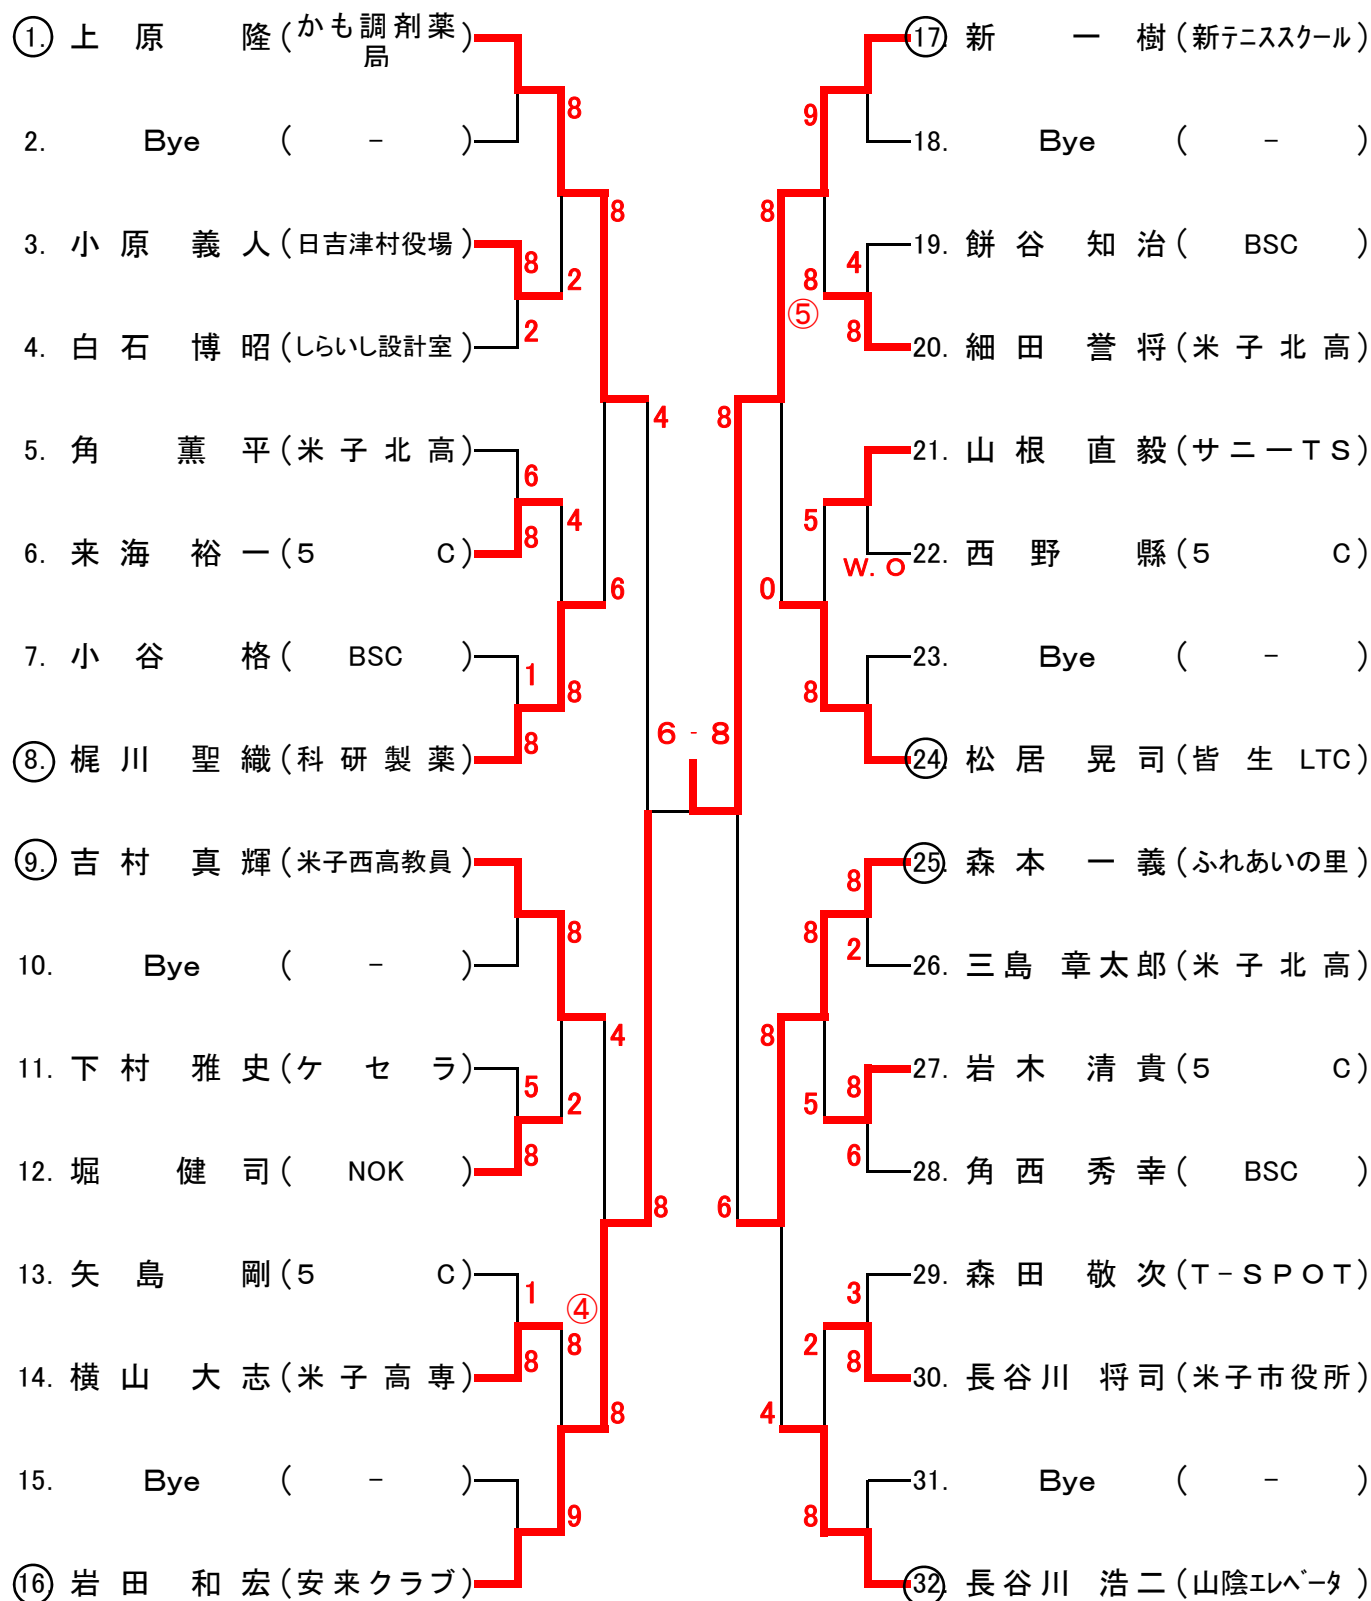 1. 上原 隆 (かも調剤薬局)
8
2. Bye ( - )
8
3. 小原 義人 (日吉津村役場)
8
2
4. 白石 博昭 (しらいし設計室)
2
4
5. 角 薫平 (米子北高)
6
4
6. 来海 裕一 (5 C)
8
6
7. 小谷 格 ( BSC )
1
8
8. 梶川 聖織 (科研製薬)
8
9. 吉村 真輝 (米子西高教員)
8
10. Bye ( - )
4
11. 下村 雅史 (ケセラ)
5
2
12. 堀 健司 ( NOK )
8
8
13. 矢島 剛 (5 C)
1
④
8
14. 横山 大志 (米子高専)
8
8
15. Bye ( - )
9
16. 岩田 和宏 (安来クラブ)
6 - 8
17. 新 一樹 (新テニススクール)
9
18. Bye ( - )
8
19. 餅谷 知治 ( BSC )
4
8
⑤
20. 細田 誉将 (米子北高)
8
8
21. 山根 直毅 (サニーTS)
5
22. 西野 縣 (5 C)
W.O
0
23. Bye ( - )
8
24. 松居 晃司 (皆生 LTC)
25. 森本 一義 (ふれあいの里)
8
8
26. 三島 章太郎 (米子北高)
2
8
27. 岩木 清貴 (5 C)
8
5
28. 角西 秀幸 ( BSC )
6
6
29. 森田 敬次 (T-SPOT)
3
2
30. 長谷川 将司 (米子市役所)
8
4
31. Bye ( - )
8
32. 長谷川 浩二 (山陰エレベータ)